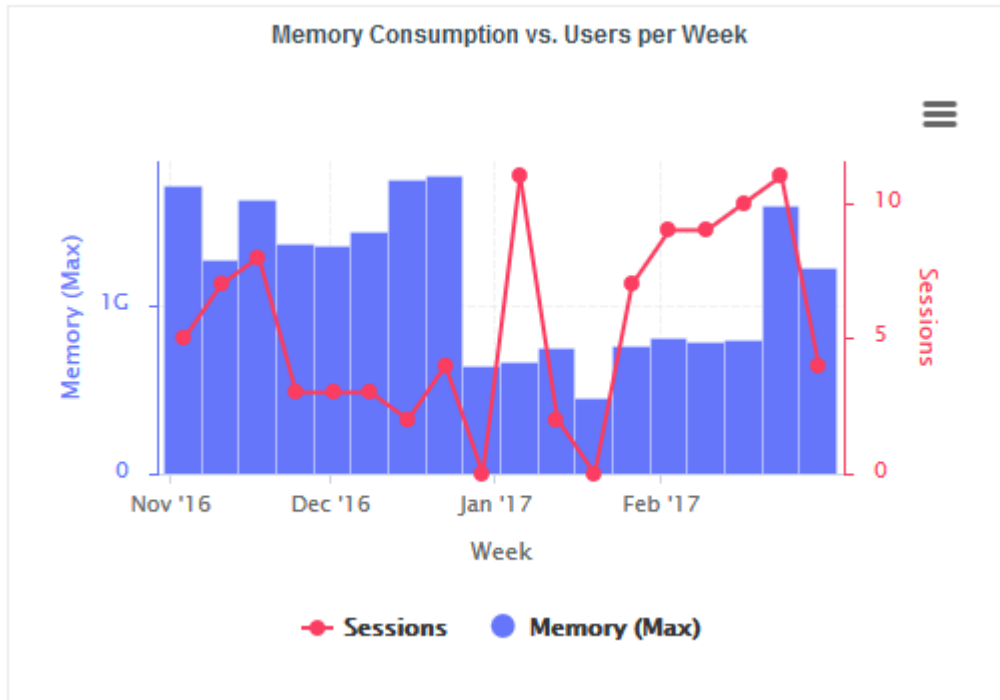 Memory Consumption vs. Users per Week
Memory (Max)
1G
0
10
5
0
Sessions
Nov '16 Dec '16 Jan '17 Feb '17
Week
Sessions Memory (Max)